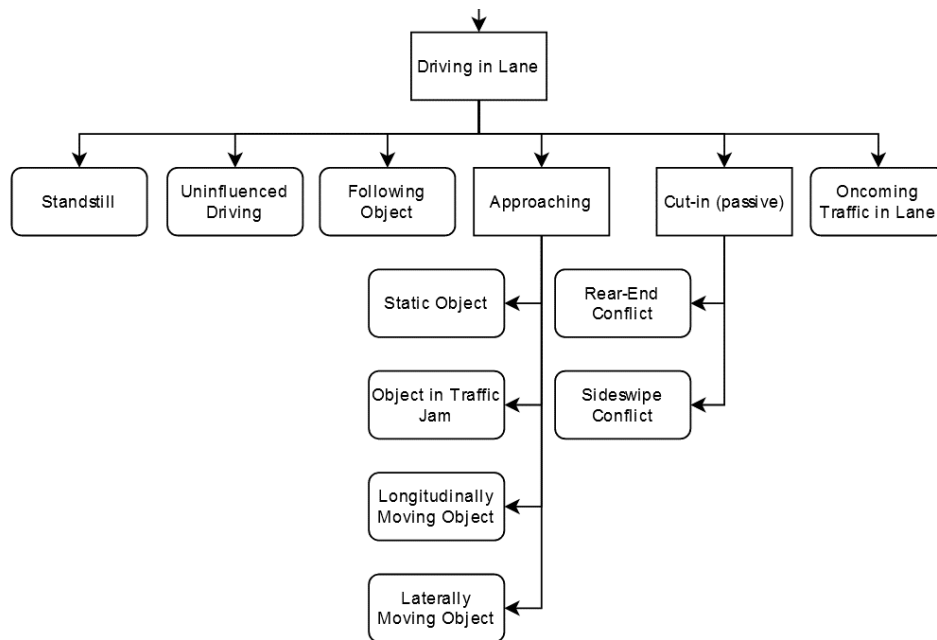 Driving in Lane
Standstill
Uninfluenced
Driving
Following
Object
Approaching
Cut-in (passive)
Oncoming
Traffic in Lane
Static Object
Rear-End
Conflict
Object in Traffic
Jam
Sideswipe
Conflict
Longitudinally
Moving Object
Laterally
Moving Object